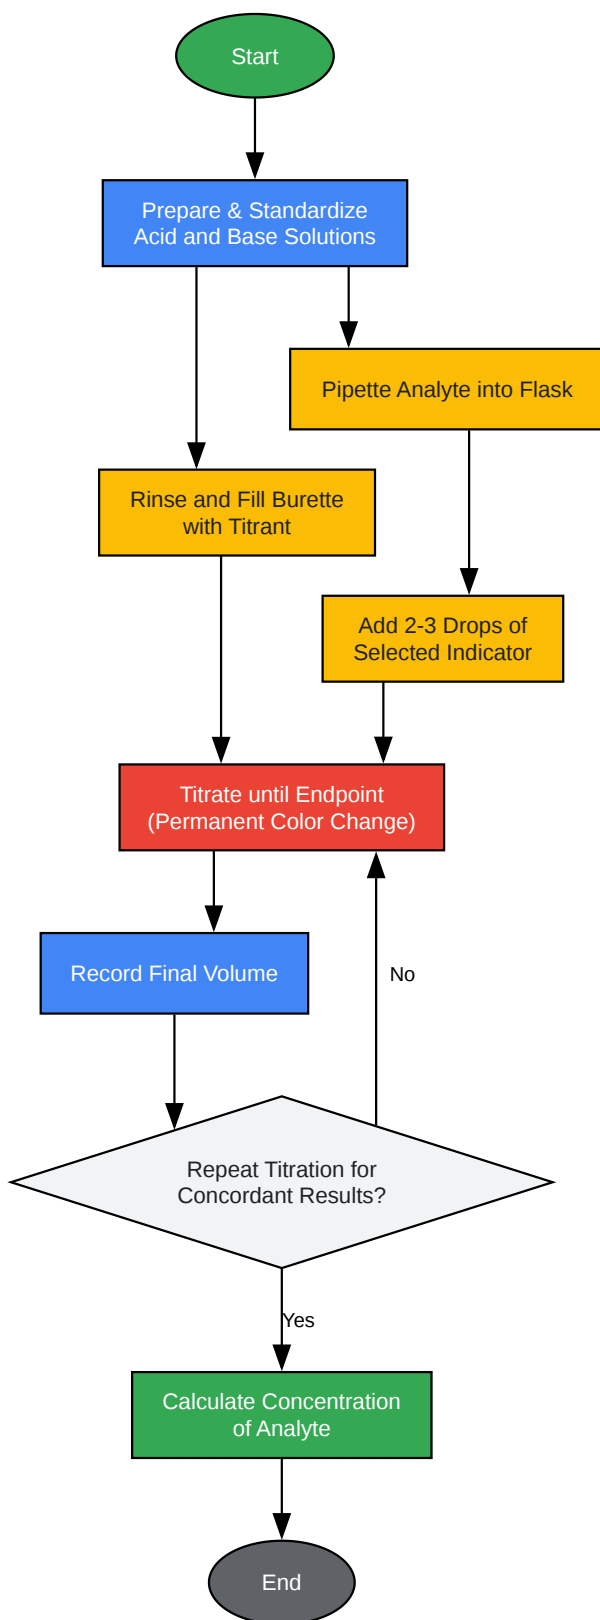 Start
Prepare & Standardize
Acid and Base Solutions
Pipette Analyte into Flask
Rinse and Fill Burette
with Titrant
Add 2-3 Drops of
Selected Indicator
Titrate until Endpoint
(Permanent Color Change)
Record Final Volume
No
Repeat Titration for
Concordant Results?
Yes
Calculate Concentration
of Analyte
End